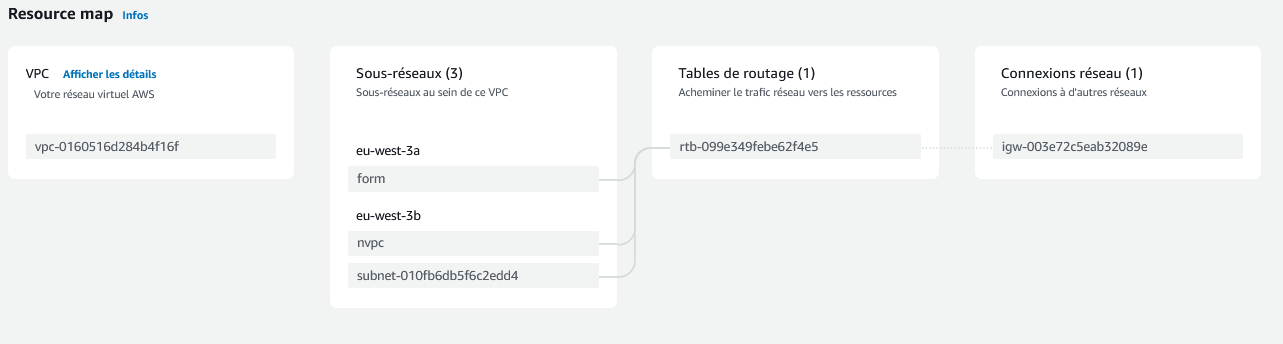 Resource map Infos
VPC Afficher les détails
Votre réseau virtuel AWS
vpc-0160516d284b4f16f
Sous-réseaux (3)
Sous-réseaux au sein de ce VPC
eu-west-3a
form
eu-west-3b
nvpc
subnet-010fb6db5f6c2edd4
Tables de routage (1)
Acheminer le trafic réseau vers les ressources
rtb-099e349febe62f4e5
Connexions réseau (1)
Connexions à d'autres réseaux
igw-003e72c5eab32089e